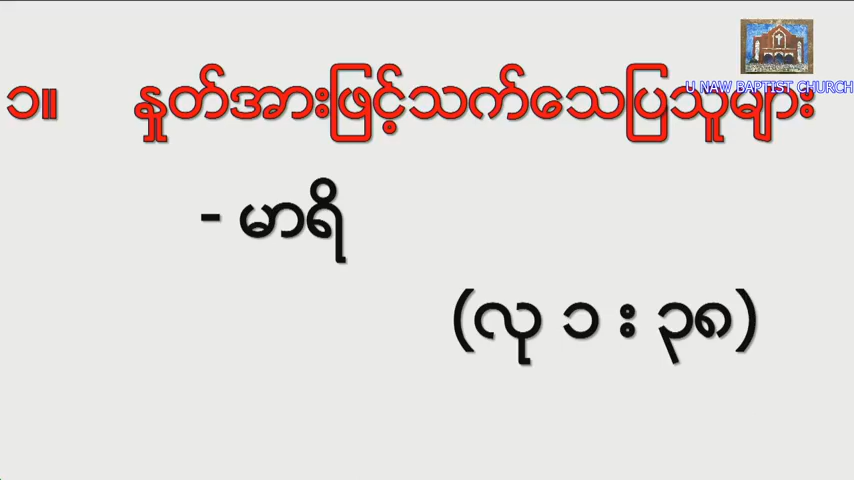 ၁။ နှုတ်အားဖြင့်သက်သေပြသူများ
U NAW BAPTIST CHURCH
- မာရိ
(လု ၁ : ၃၈)